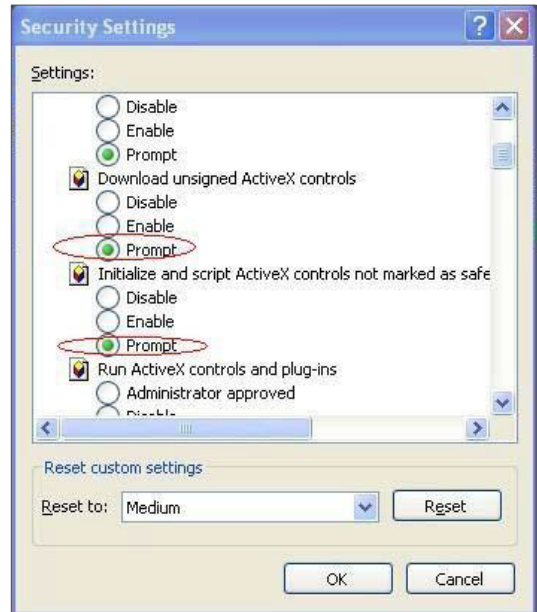 Security Settings
Settings:
Disable
Enable
Prompt
Download unsigned ActiveX controls
Disable
Enable
Prompt
Initialize and script ActiveX controls not marked as safe
Disable
Enable
Prompt
Run ActiveX controls and plug-ins
Administrator approved
Disable
Reset custom settings
Reset to: Medium Reset
OK Cancel